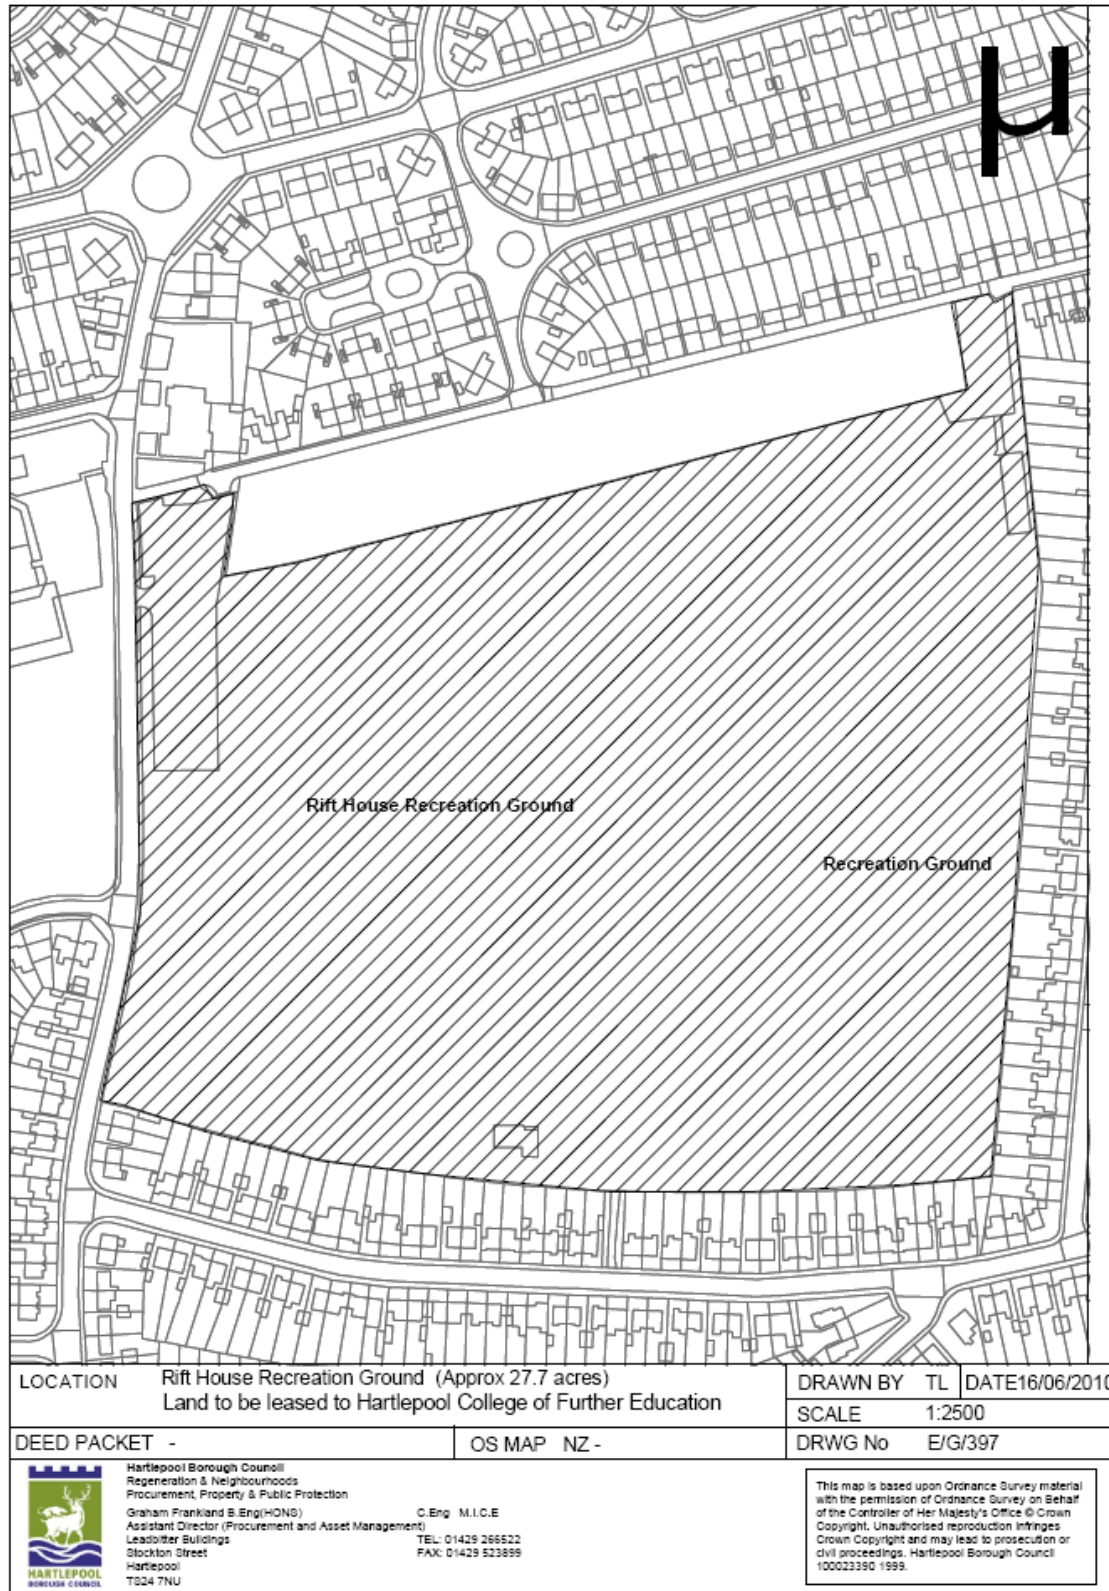 µ
Rift House Recreation Ground
Recreation Ground
LOCATION Rift House Recreation Ground (Approx 27.7 acres)
Land to be leased to Hartlepool College of Further Education
DRAWN BY TL DATE16/06/2010
SCALE 1:2500
DEED PACKET - OS MAP NZ - DRWG No E/G/397
Hartlepool Borough Council
Regeneration & Neighbourhoods
Procurement, Property & Public Protection
Graham Frankland B.Eng(HONS) C.Eng M.I.C.E
Assistant Director (Procurement and Asset Management)
Leadbitter Buildings TEL: 01429 266522
Stockton Street FAX: 01429 523899
Hartlepool
TS24 7NU
HARTLEPOOL
BOROUGH COUNCIL
This map is based upon Ordnance Survey material
with the permission of Ordnance Survey on Behalf
of the Controller of Her Majesty's Office © Crown
Copyright. Unauthorised reproduction infringes
Crown Copyright and may lead to prosecution or
civil proceedings. Hartlepool Borough Council
100023390 1999.